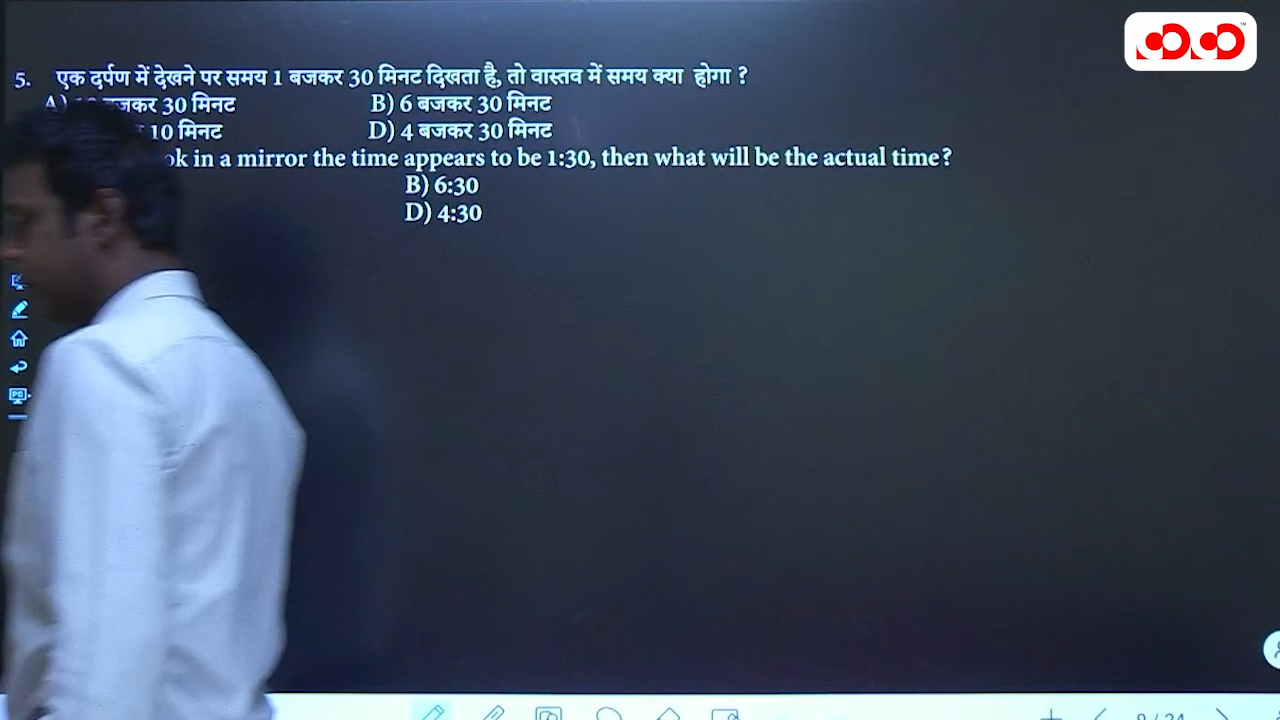 5. एक दर्पण में देखने पर समय 1 बजकर 30 मिनट दिखता है, तो वास्तव में समय क्या होगा ?
A) बजकर 30 मिनट B) 6 बजकर 30 मिनट
10 मिनट D) 4 बजकर 30 मिनट
in a mirror the time appears to be 1:30, then what will be the actual time?
B) 6:30
D) 4:30